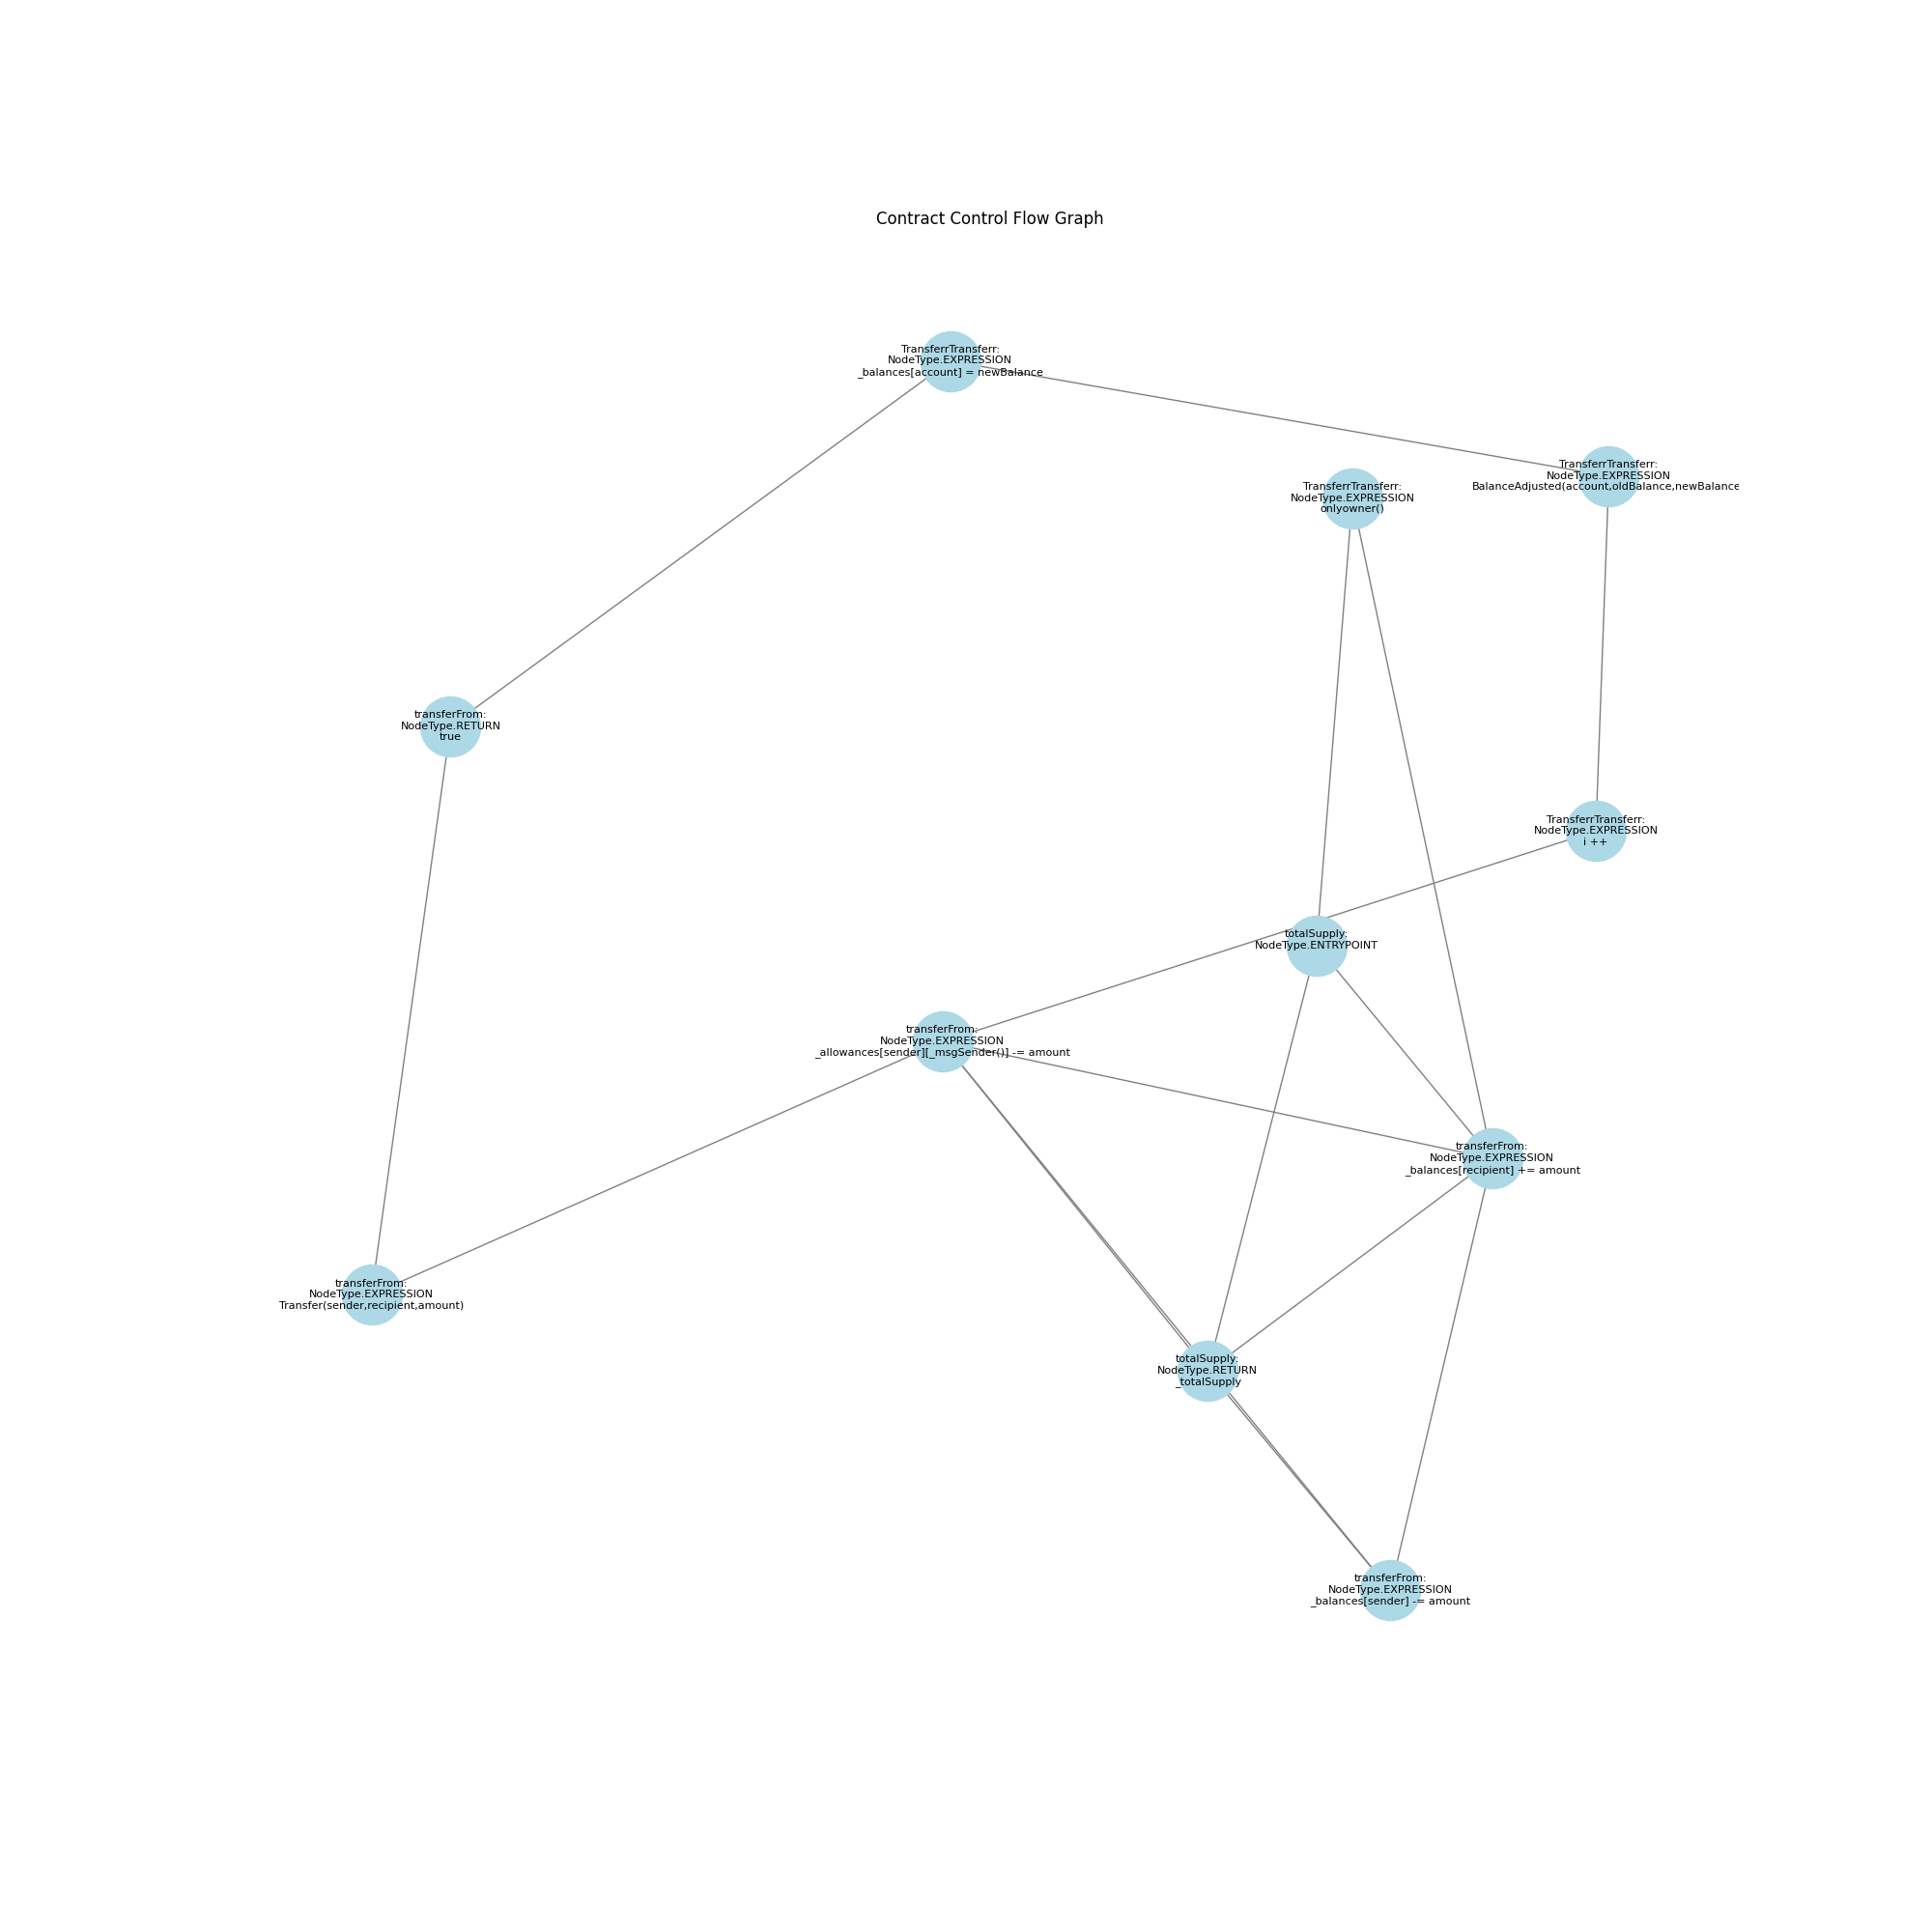 Contract Control Flow Graph
TransferrTransferr:
NodeType.EXPRESSION
_balances[account] = newBalance
TransferrTransferr:
NodeType.EXPRESSION
BalanceAdjusted(account,oldBalance,newBalance
TransferrTransferr:
NodeType.EXPRESSION
onlyowner()
transferFrom:
NodeType.RETURN
true
TransferrTransferr:
NodeType.EXPRESSION
i ++
totalSupply:
NodeType.ENTRYPOINT
transferFrom:
NodeType.EXPRESSION
_allowances[sender][_msgSender()] -= amount
transferFrom:
NodeType.EXPRESSION
_balances[recipient] += amount
transferFrom:
NodeType.EXPRESSION
Transfer(sender,recipient,amount)
totalSupply:
NodeType.RETURN
_totalSupply
transferFrom:
NodeType.EXPRESSION
_balances[sender] -= amount